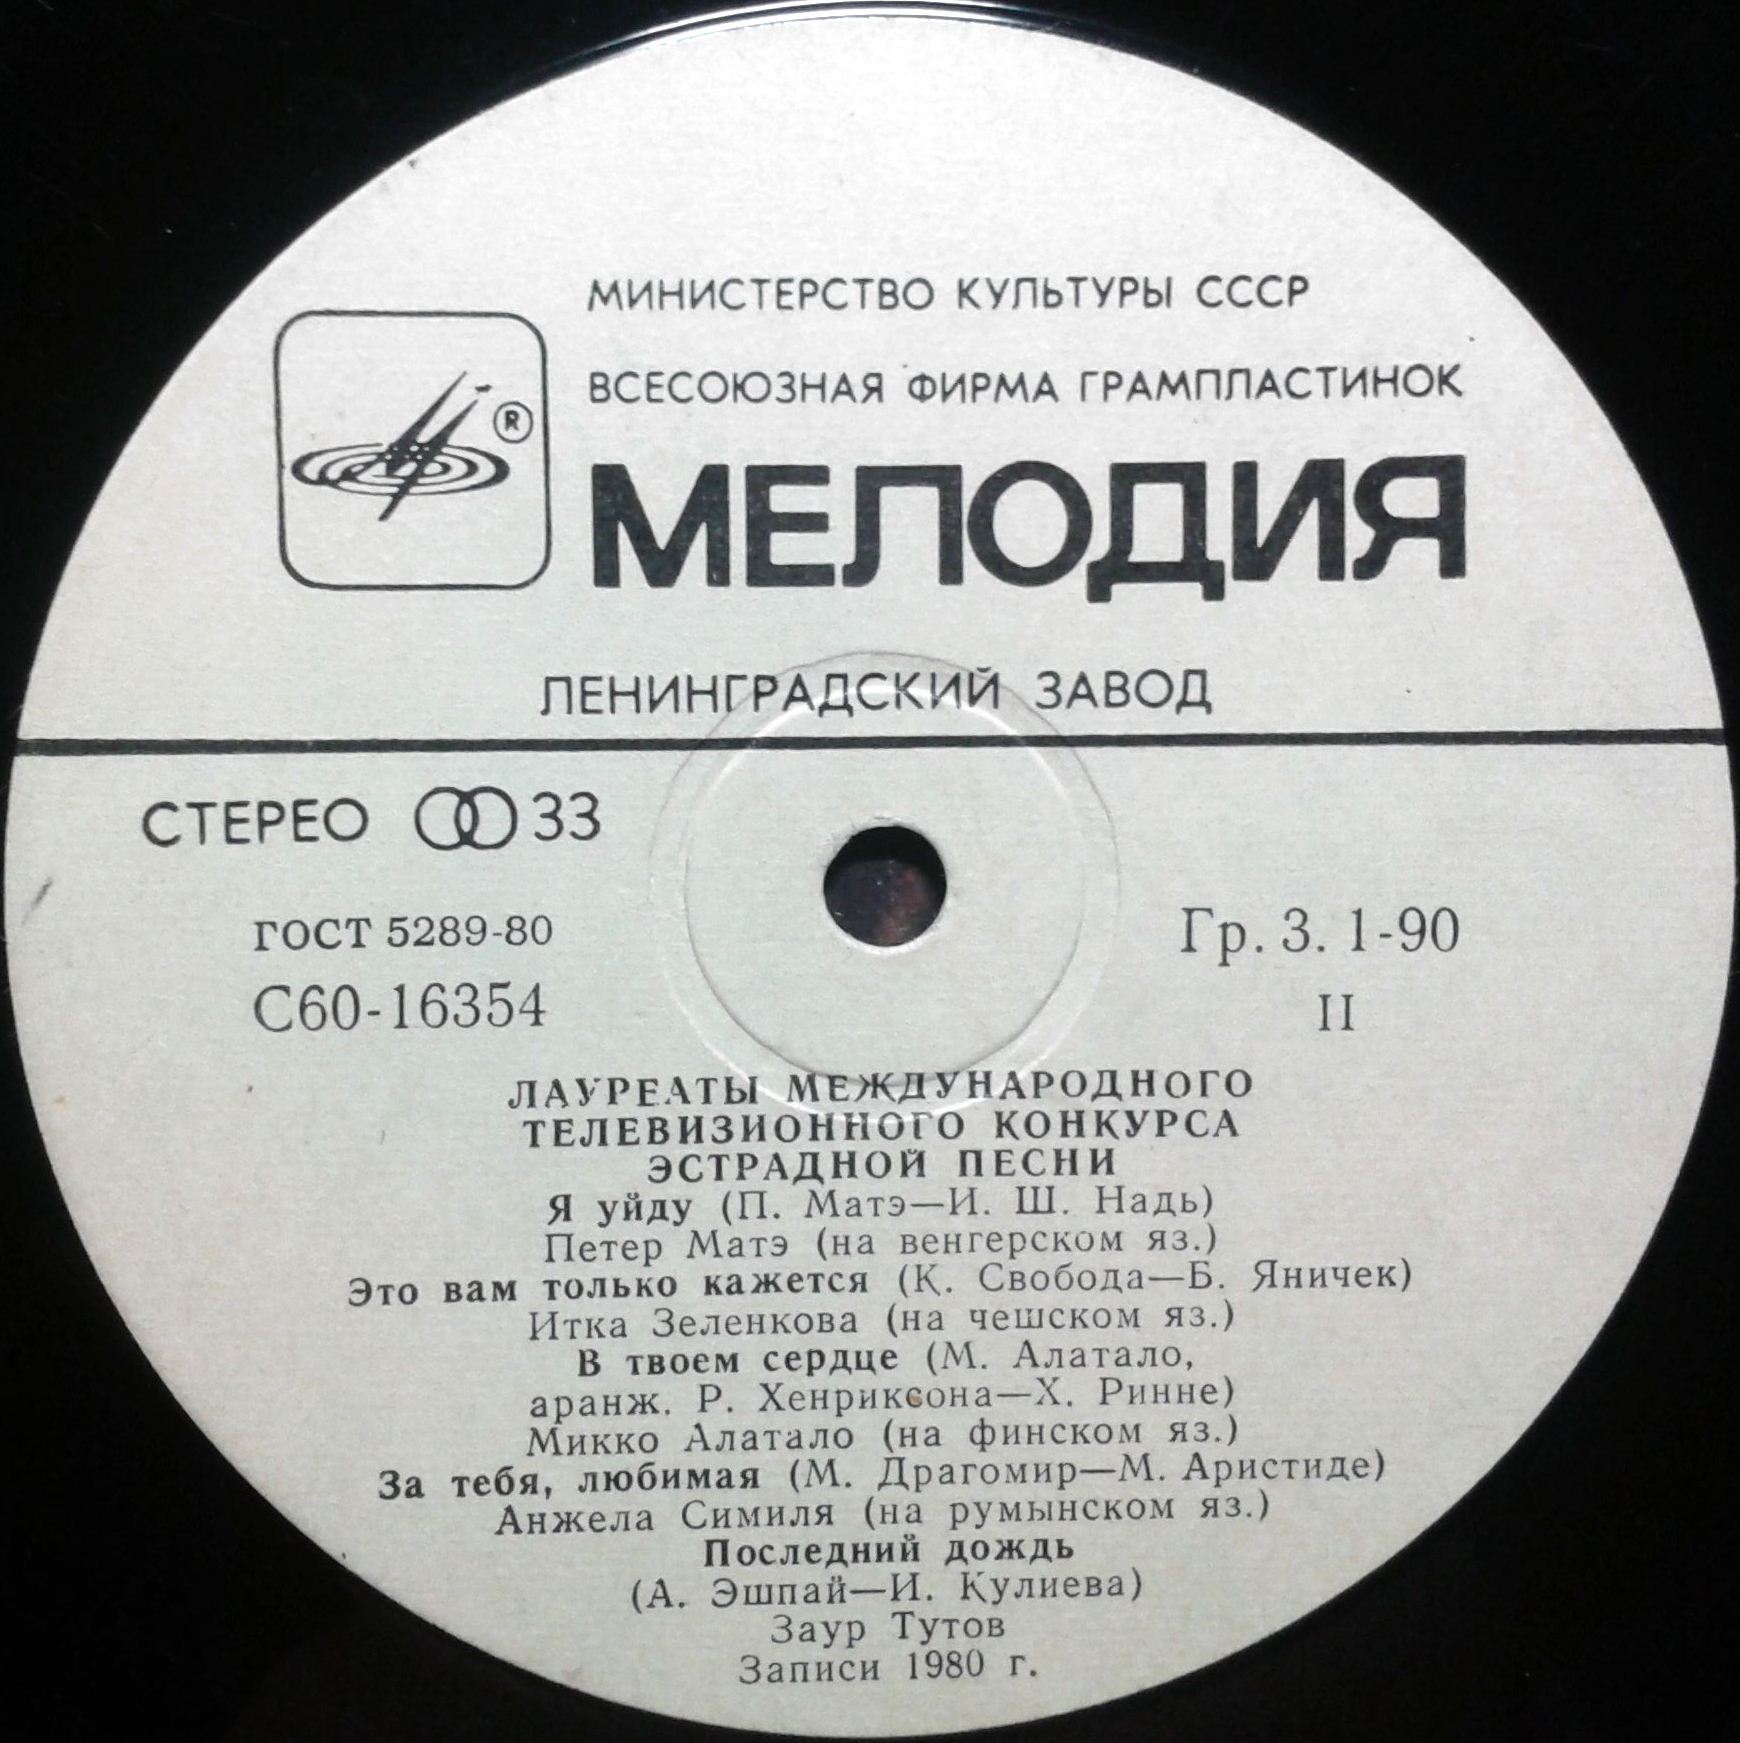 МИНИСТЕРСТВО КУЛЬТУРЫ СССР
ВСЕСОЮЗНАЯ ФИРМА ГРАМПЛАСТИНОК
®
МЕЛОДИЯ
ЛЕНИНГРАДСКИЙ ЗАВОД
СТЕРЕО 33
ГОСТ 5289-80
Гр. 3. 1-90
С60-16354
II
ЛАУРЕАТЫ МЕЖДУНАРОДНОГО
ТЕЛЕВИЗИОННОГО КОНКУРСА
ЭСТРАДНОЙ ПЕСНИ
Я уйду (П. Матэ—И. Ш. Надь)
Петер Матэ (на венгерском яз.)
Это вам только кажется (К. Свобода—Б. Яничек)
Итка Зеленкова (на чешском яз.)
В твоем сердце (М. Алатало,
аранж. Р. Хенриксона—Х. Ринне)
Микко Алатало (на финском яз.)
За тебя, любимая (М. Драгомир—М. Аристиде)
Анжела Симиля (на румынском яз.)
Последний дождь
(А. Эшпай—И. Кулиева)
Заур Тутов
Записи 1980 г.